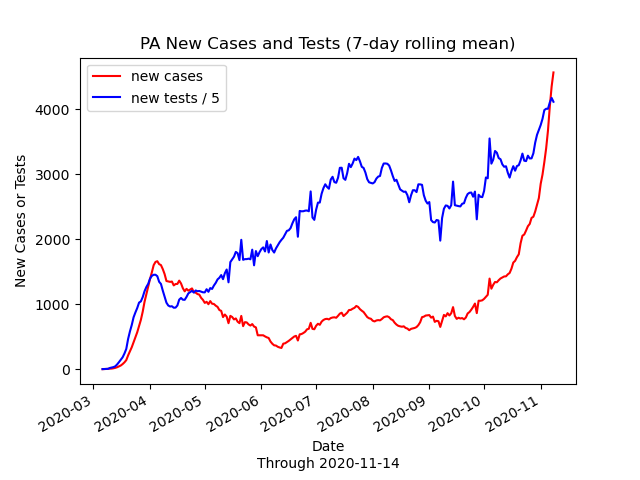 PA New Cases and Tests (7-day rolling mean)
new cases
new tests / 5
New Cases or Tests
4000
3000
2000
1000
0
2020-03
2020-04
2020-05
2020-06
2020-07
2020-08
2020-09
2020-10
2020-11
Date
Through 2020-11-14